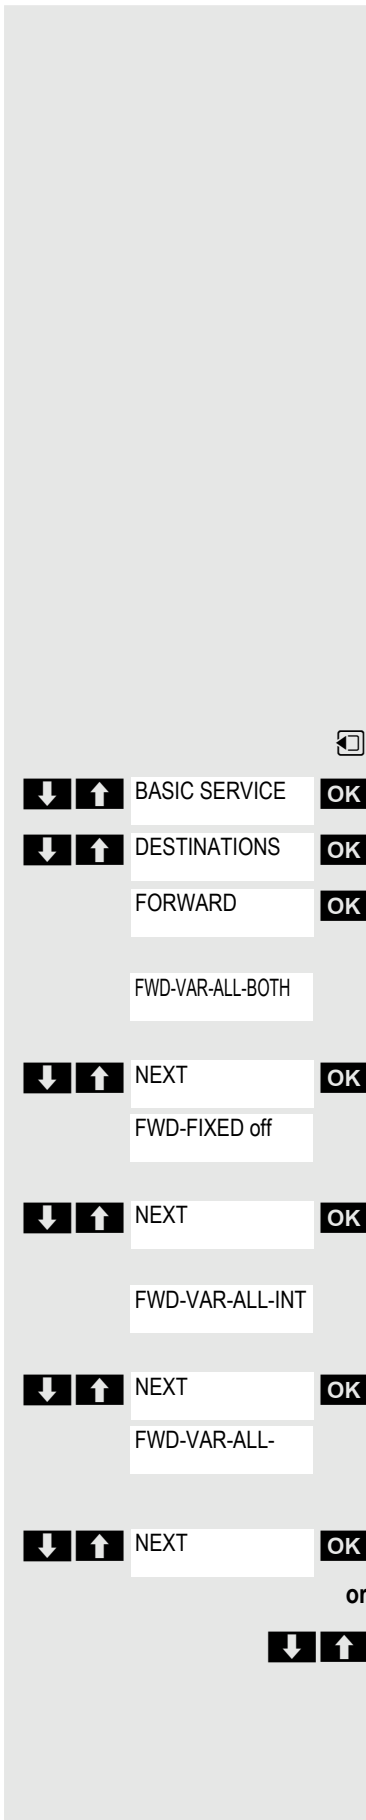 BASIC SERVICE OK
DESTINATIONS OK
FORWARD OK
FWD-VAR-ALL-BOTH
NEXT OK
FWD-FIXED off
NEXT OK
FWD-VAR-ALL-INT
NEXT OK
FWD-VAR-ALL-
NEXT OK
or